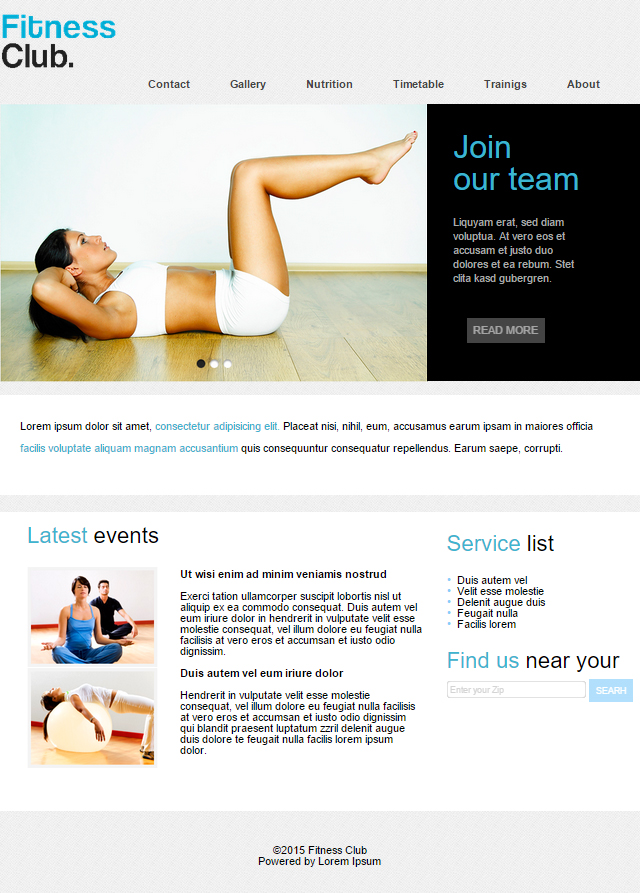 Fitness
Club.
Contact Gallery Nutrition Timetable Trainigs About
Join
our team
Liquyam erat, sed diam
voluptua. At vero eos et
accusam et justo duo
dolores et ea rebum. Stet
clita kasd gubergren.
READ MORE
Lorem ipsum dolor sit amet, consectetur adipisicing elit. Placeat nisi, nihil, eum, accusamus earum ipsam in maiores officia
facilis voluptate aliquam magnam accusantium quis consequuntur consequatur repellendus. Earum saepe, corrupti.
Latest events
Ut wisi enim ad minim veniamis nostrud
Exerci tation ullamcorper suscipit lobortis nisl ut
aliquip ex ea commodo consequat. Duis autem vel
eum iriure dolor in hendrerit in vulputate velit esse
molestie consequat, vel illum dolore eu feugiat nulla
facilisis at vero eros et accumsan et iusto odio
dignissim.
Duis autem vel eum iriure dolor
Hendrerit in vulputate velit esse molestie
consequat, vel illum dolore eu feugiat nulla facilisis
at vero eros et accumsan et iusto odio dignissim
qui blandit praesent luptatum zzril delenit augue
duis dolore te feugait nulla facilis lorem ipsum
dolor.
Service list
Duis autem vel
Velit esse molestie
Delenit augue duis
Feugait nulla
Facilis lorem
Find us near your
Enter your Zip SEARH
©2015 Fitness Club
Powered by Lorem Ipsum